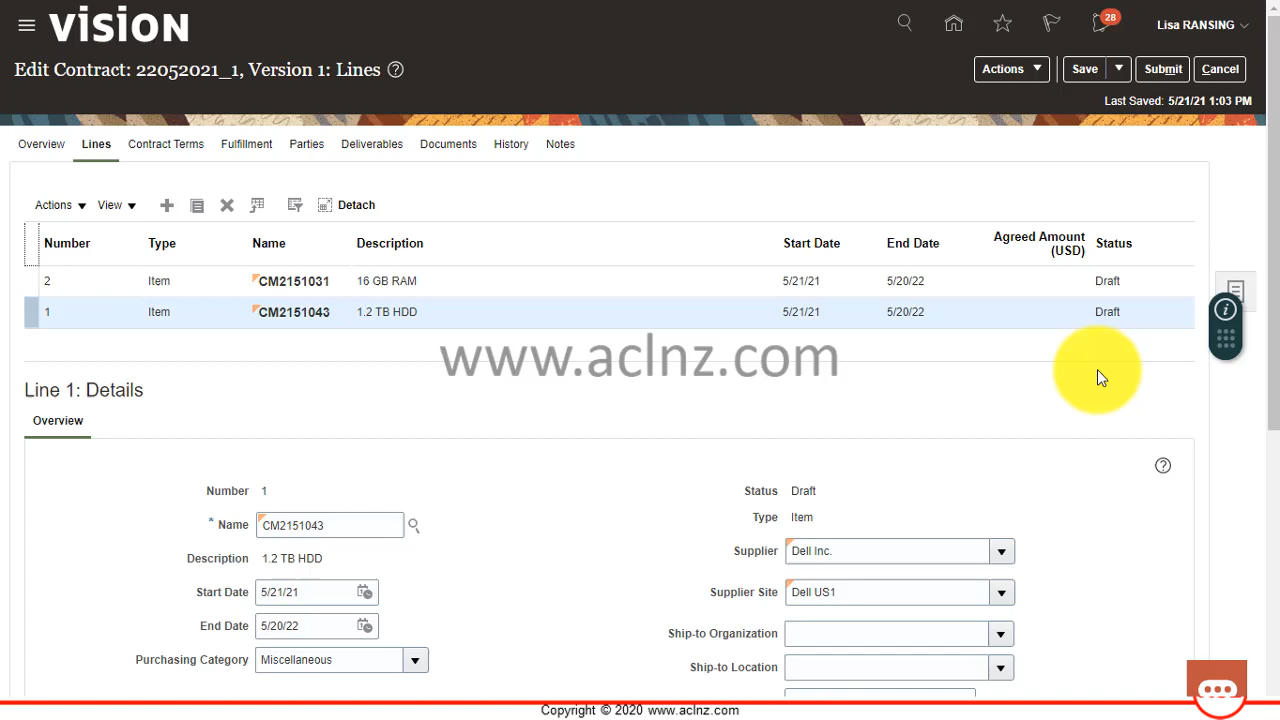 vision
28
Lisa RANSING
Edit Contract: 22052021_1, Version 1: Lines
Actions Save Submit Cancel
Last Saved: 5/21/21 1:03 PM
Overview Lines Contract Terms Fulfillment Parties Deliverables Documents History Notes
Actions View Detach
Number Type Name Description Start Date End Date Agreed Amount (USD) Status
2 Item CM2151031 16 GB RAM 5/21/21 5/20/22 Draft
1 Item CM2151043 1.2 TB HDD 5/21/21 5/20/22 Draft
www.aclnz.com
Line 1: Details
Overview
Number 1 Status Draft
Type Item
* Name CM2151043
Supplier Dell Inc.
Description 1.2 TB HDD
Start Date 5/21/21 Supplier Site Dell US1
End Date 5/20/22 Ship-to Organization
Purchasing Category Miscellaneous Ship-to Location
Copyright © 2020 www.aclnz.com